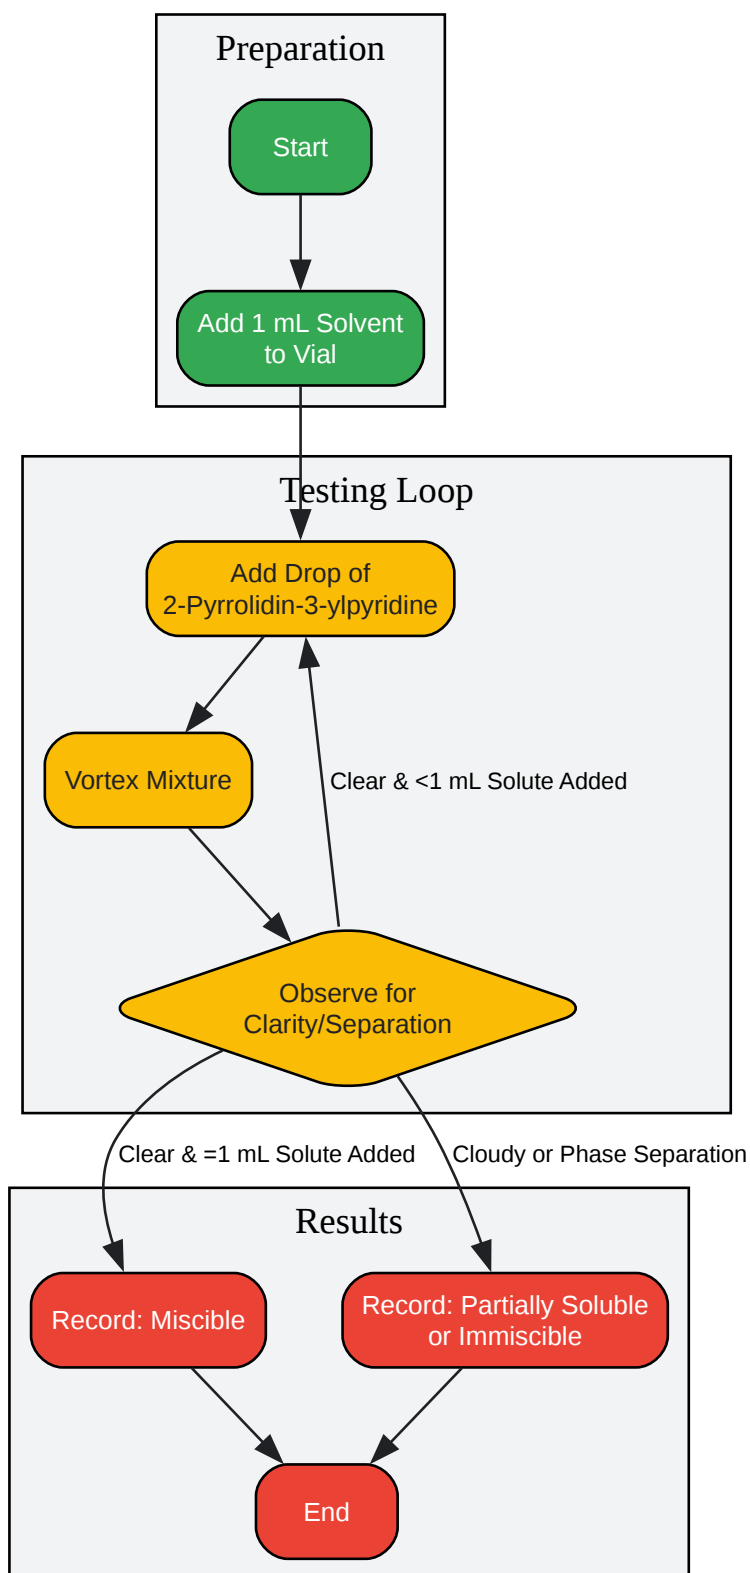 Preparation
Start
Add 1 mL Solvent
to Vial
Testing Loop
Add Drop of
2-Pyrrolidin-3-ylpyridine
Vortex Mixture
Clear & <1 mL Solute Added
Observe for
Clarity/Separation
Clear & =1 mL Solute Added
Cloudy or Phase Separation
Results
Record: Miscible
Record: Partially Soluble
or Immiscible
End